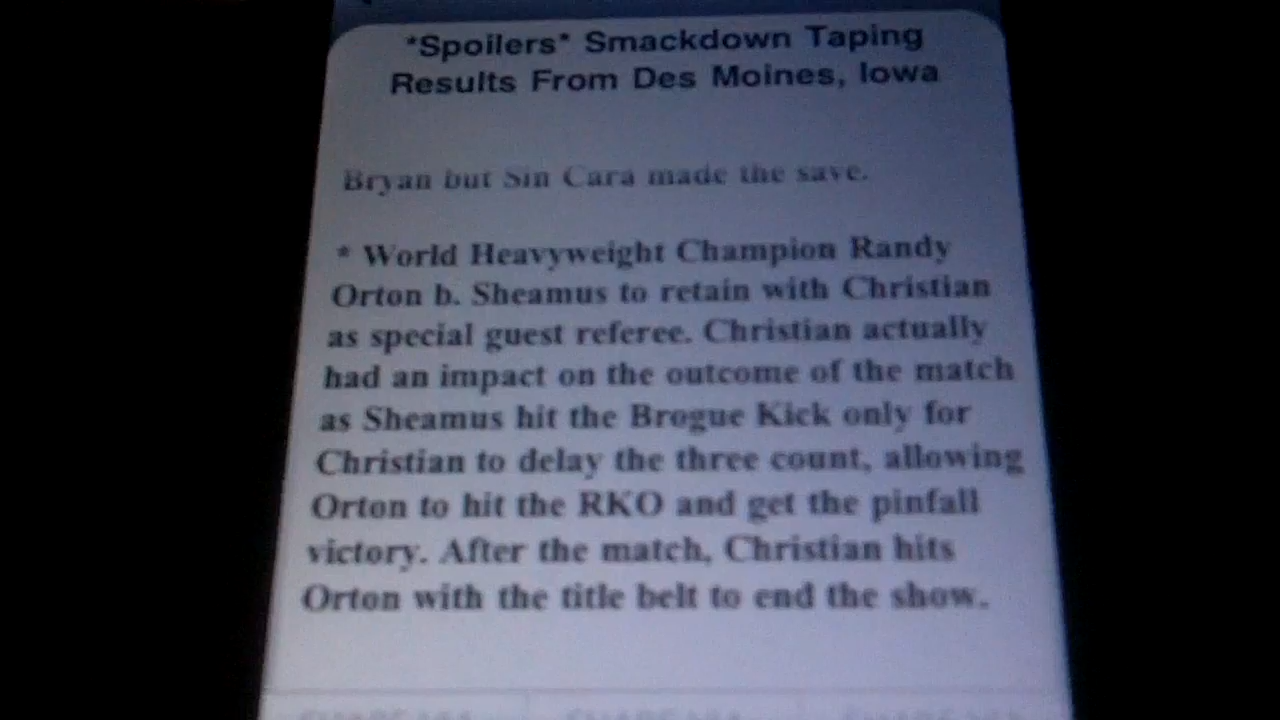 *Spoilers* Smackdown Taping
Results From Des Moines, Iowa
Bryan but Sin Cara made the save.
* World Heavyweight Champion Randy
Orton b. Sheamus to retain with Christian
as special guest referee. Christian actually
had an impact on the outcome of the match
as Sheamus hit the Brogue Kick only for
Christian to delay the three count, allowing
Orton to hit the RKO and get the pinfall
victory. After the match, Christian hits
Orton with the title belt to end the show.